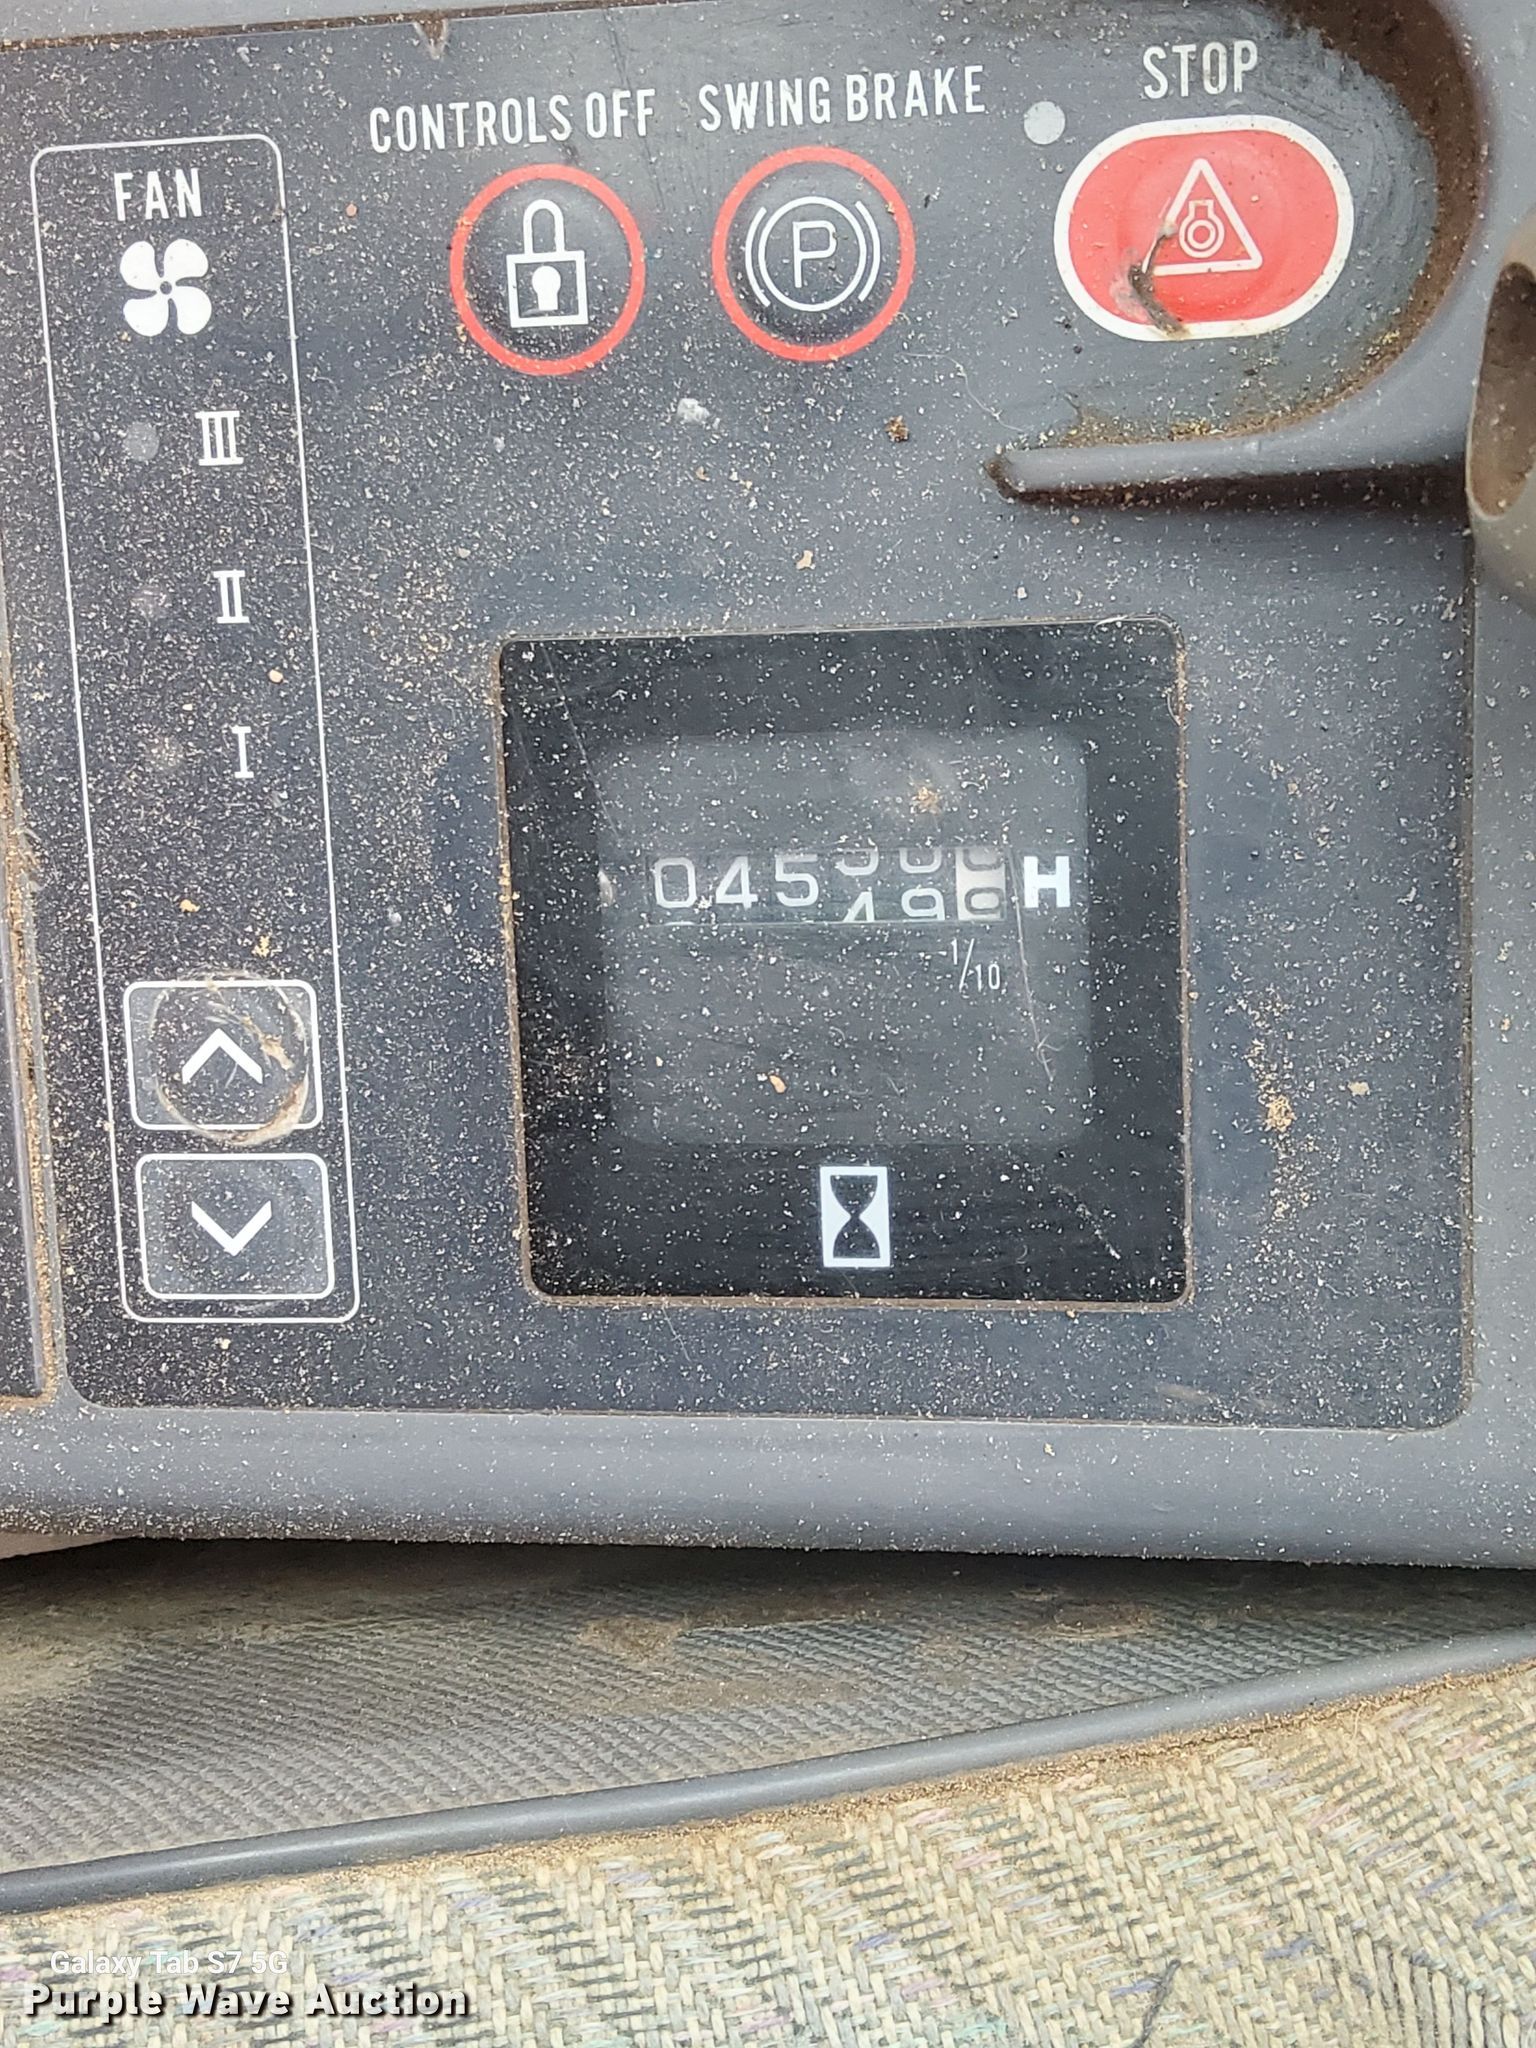 CONTROLS OFF SWING BRAKE STOP
FAN
P
III
II
I
045 H
1/10
Galaxy Tab S7 5G
Purple Wave Auction